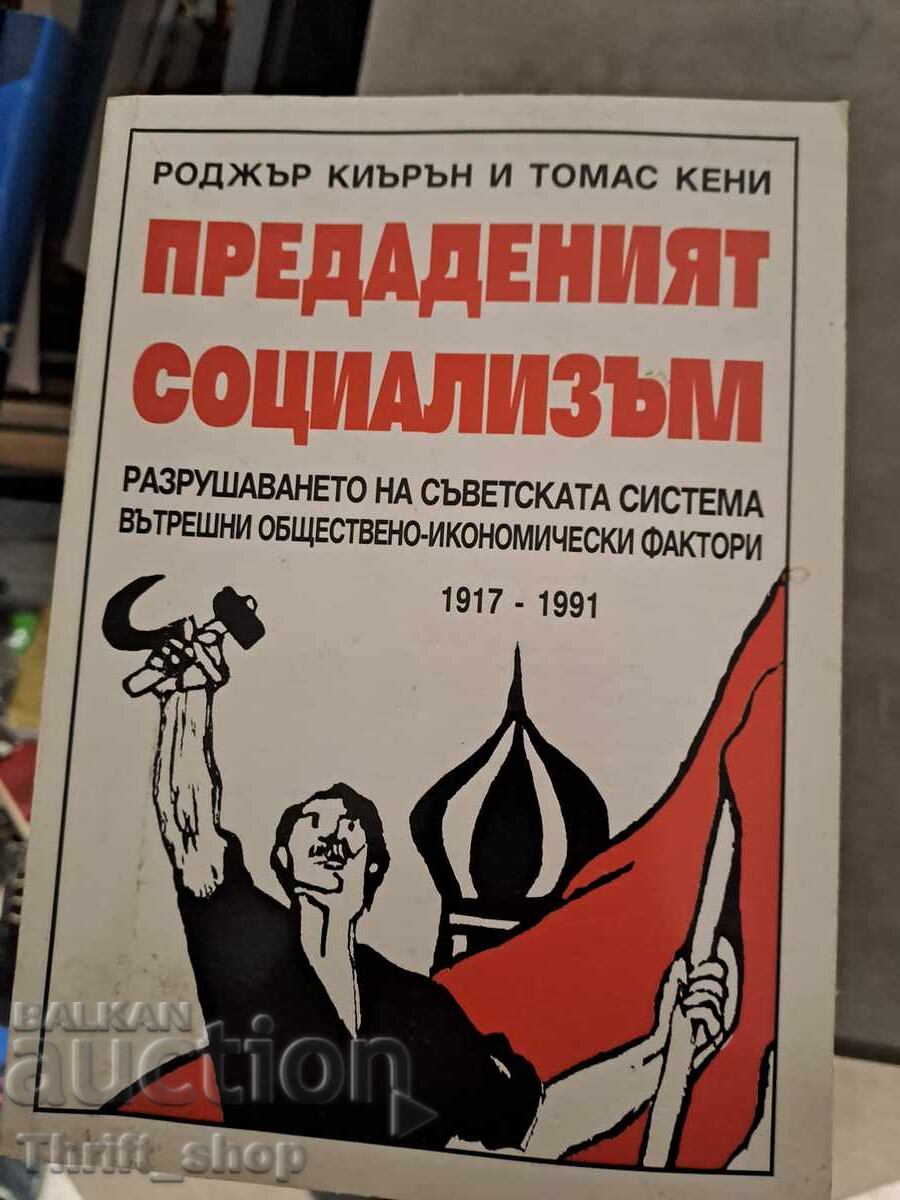 РОДЖЪР КИЪРЪН И ТОМАС КЕНИ
ПРЕДАДЕНИЯТ
СОЦИАЛИЗЪМ
РАЗРУШАВАНЕТО НА СЪВЕТСКАТА СИСТЕМА
ВЪТРЕШНИ ОБЩЕСТВЕНО-ИКОНОМИЧЕСКИ ФАКТОРИ
1917 - 1991
BALKAN
auction
Thrift_shop